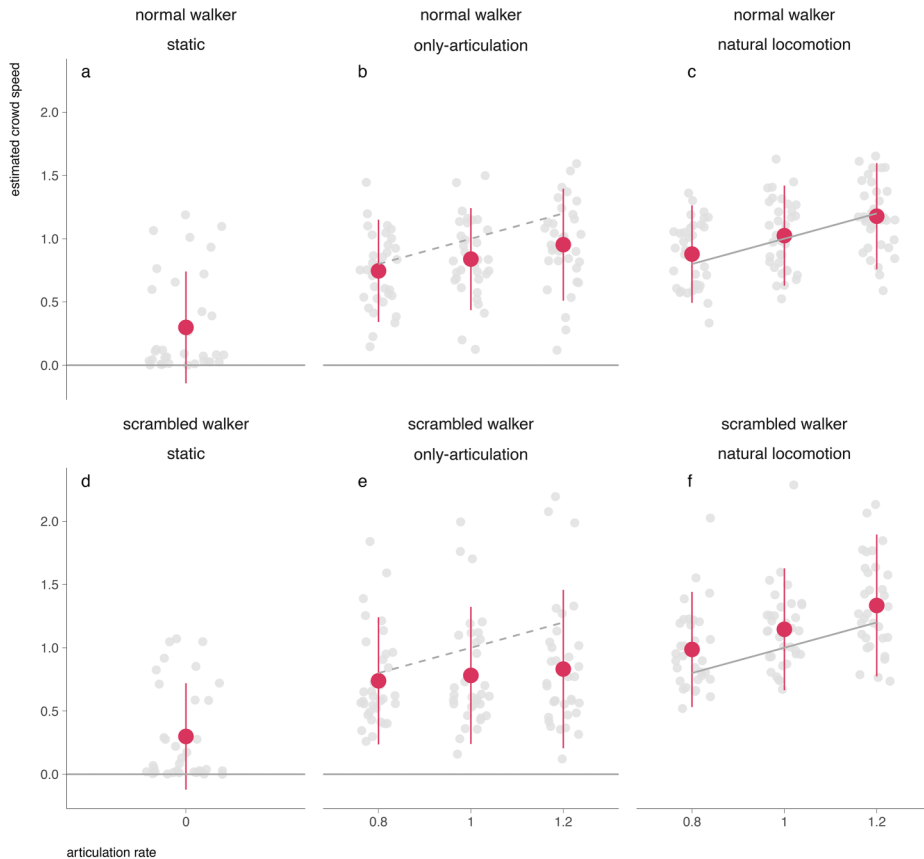 normal walker
static
normal walker
only-articulation
normal walker
natural locomotion
estimated crowd speed
a
b
c
2.0
1.5
1.0
0.5
0.0
scrambled walker
static
scrambled walker
only-articulation
scrambled walker
natural locomotion
d
e
f
2.0
1.5
1.0
0.5
0.0
0
0.8
1
1.2
0.8
1
1.2
articulation rate